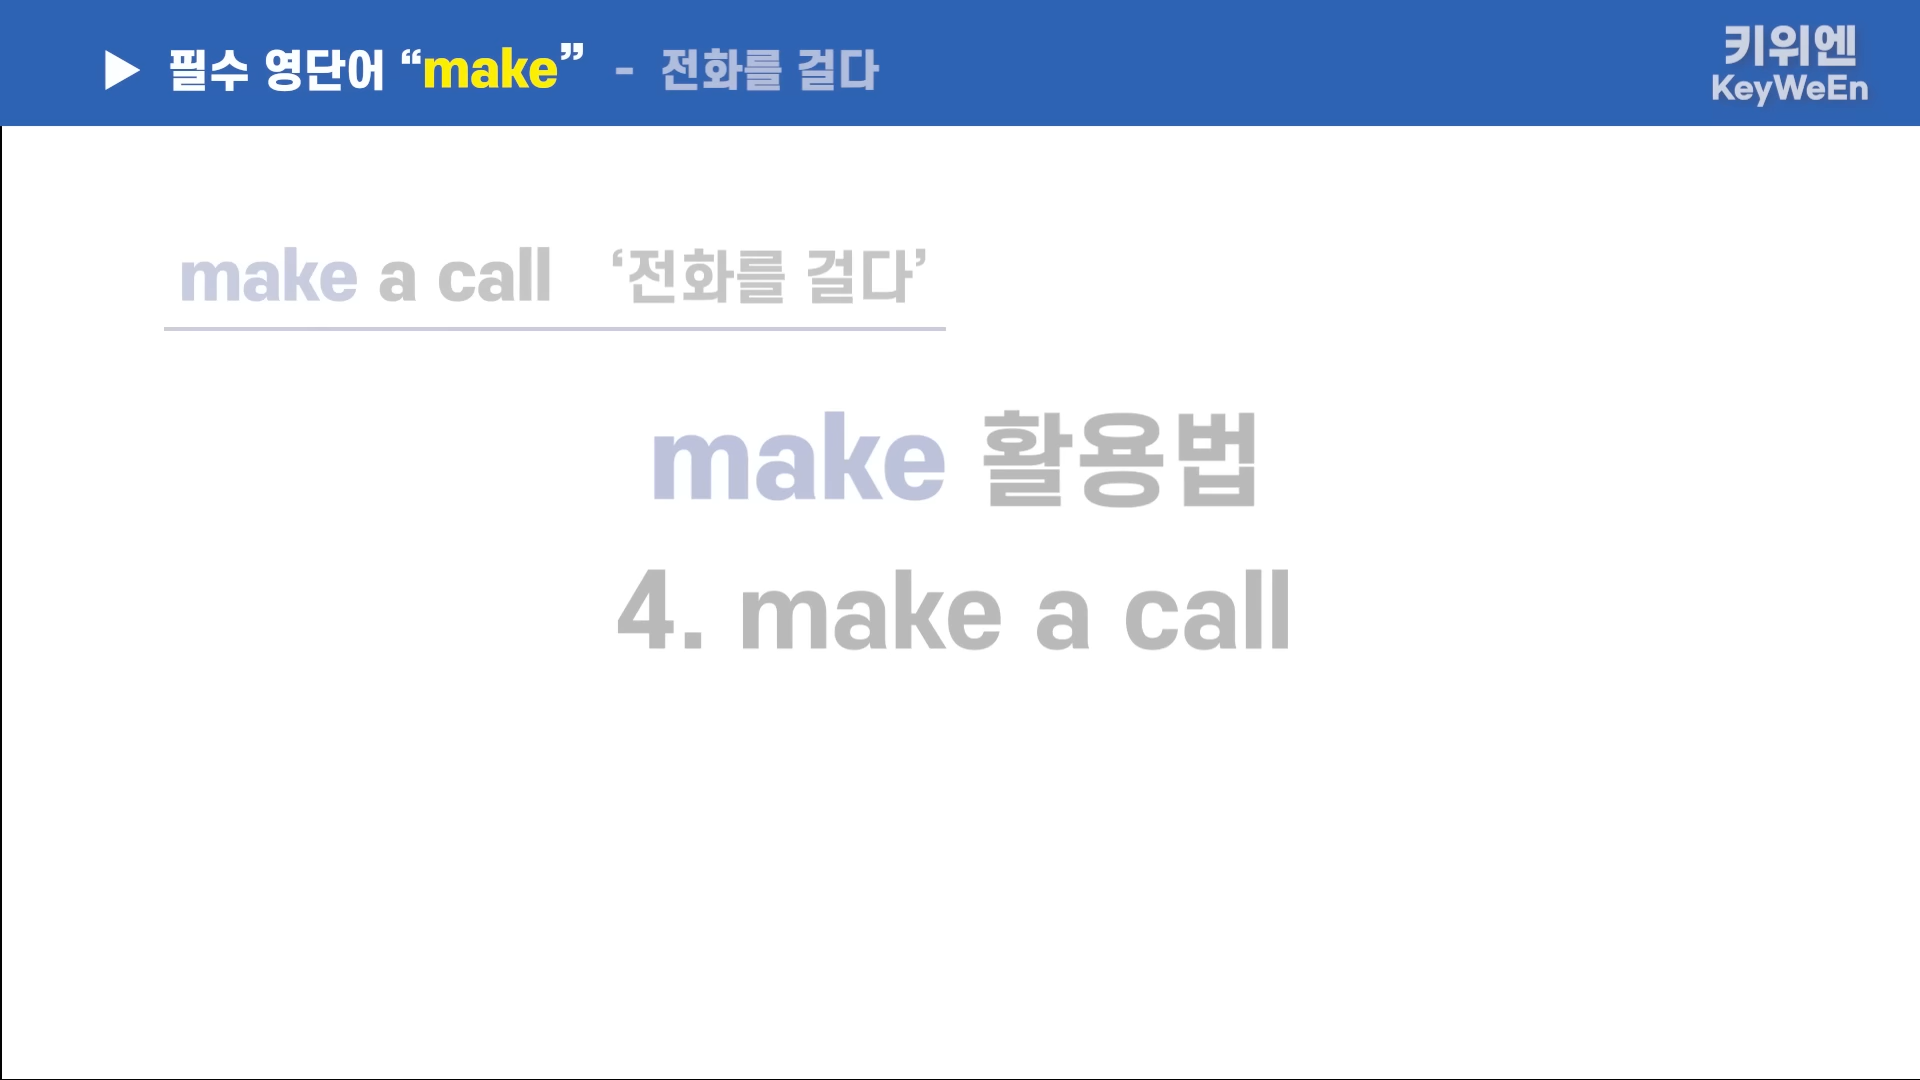 ▶ 필수 영단어 “make” - 전화를 걸다
키위엔
KeyWeEn
make a call ‘전화를 걸다’
make 활용법
4. make a call